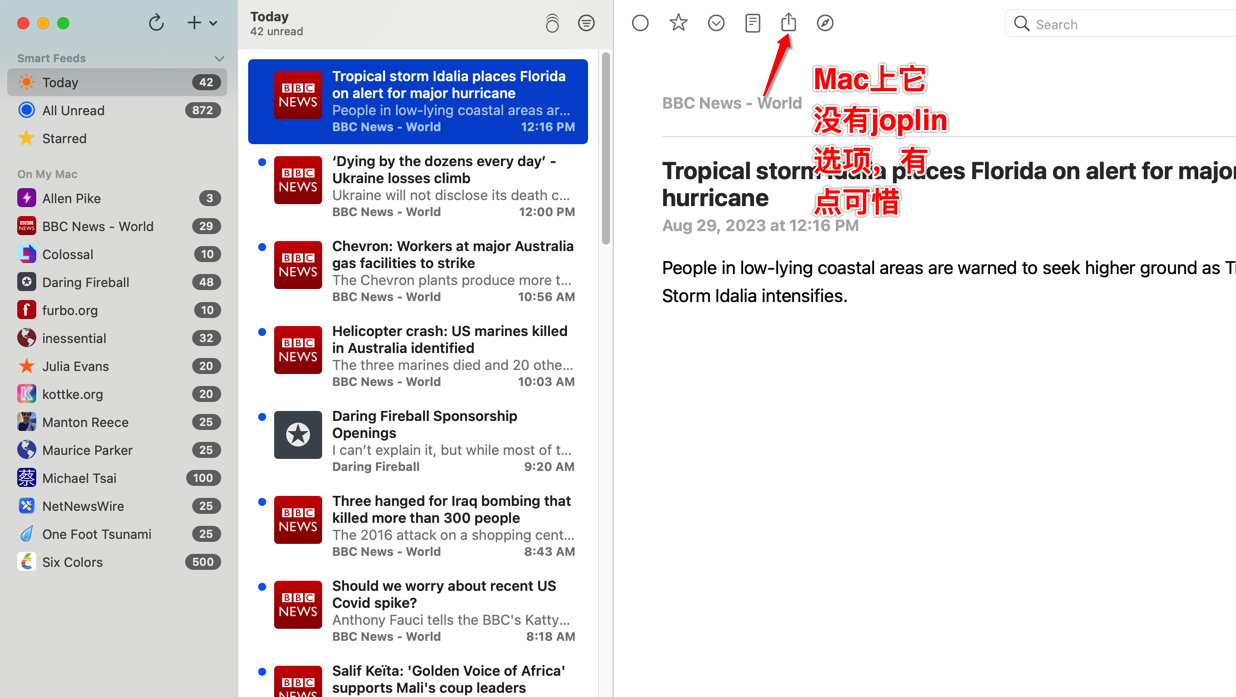 Today
42 unread
Search
Smart Feeds
Today 42
All Unread 872
Starred
On My Mac
Allen Pike 3
BBC News - World 29
Colossal 10
Daring Fireball 48
furbo.org 10
inessential 32
Julia Evans 20
kottke.org 20
Manton Reece 25
Maurice Parker 25
Michael Tsai 100
NetNewsWire 25
One Foot Tsunami 25
Six Colors 500
BBC NEWS
Tropical storm Idalia places Florida
on alert for major hurricane
People in low-lying coastal areas ar...
BBC News - World 12:16 PM
BBC NEWS
‘Dying by the dozens every day’ -
Ukraine losses climb
Ukraine will not disclose its death c...
BBC News - World 12:00 PM
BBC NEWS
Chevron: Workers at major Australia
gas facilities to strike
The Chevron plants produce more t...
BBC News - World 10:56 AM
BBC NEWS
Helicopter crash: US marines killed
in Australia identified
The three marines died and 20 othe...
BBC News - World 10:03 AM
Daring Fireball Sponsorship
Openings
I can’t explain it, but while most of t...
Daring Fireball 9:20 AM
BBC NEWS
Three hanged for Iraq bombing that
killed more than 300 people
The 2016 attack on a shopping cent...
BBC News - World 8:43 AM
BBC NEWS
Should we worry about recent US
Covid spike?
Anthony Fauci tells the BBC's Katty...
BBC News - World 8:18 AM
BBC NEWS
Salif Keïta: 'Golden Voice of Africa'
supports Mali's coup leaders
Mac上它
没有joplin
选项，有
点可惜
BBC News - World
Tropical storm Idalia places Florida on alert for major
hurricane
Aug 29, 2023 at 12:16 PM
People in low-lying coastal areas are warned to seek higher ground as
Storm Idalia intensifies.